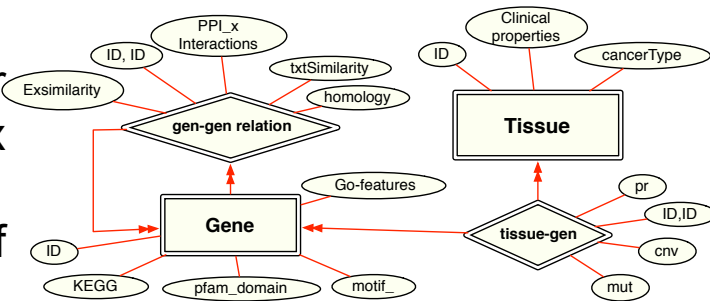 PPI_x
Interactions
Clinical
properties
ID, ID
ID
cancerType
txtSimilarity
Exsimilarity
homology
f
x
gen-gen relation
Tissue
Go-features
pr
ID,ID
Gene
tissue-gen
f
ID
cnv
KEGG
pfam_domain
motif_
mut